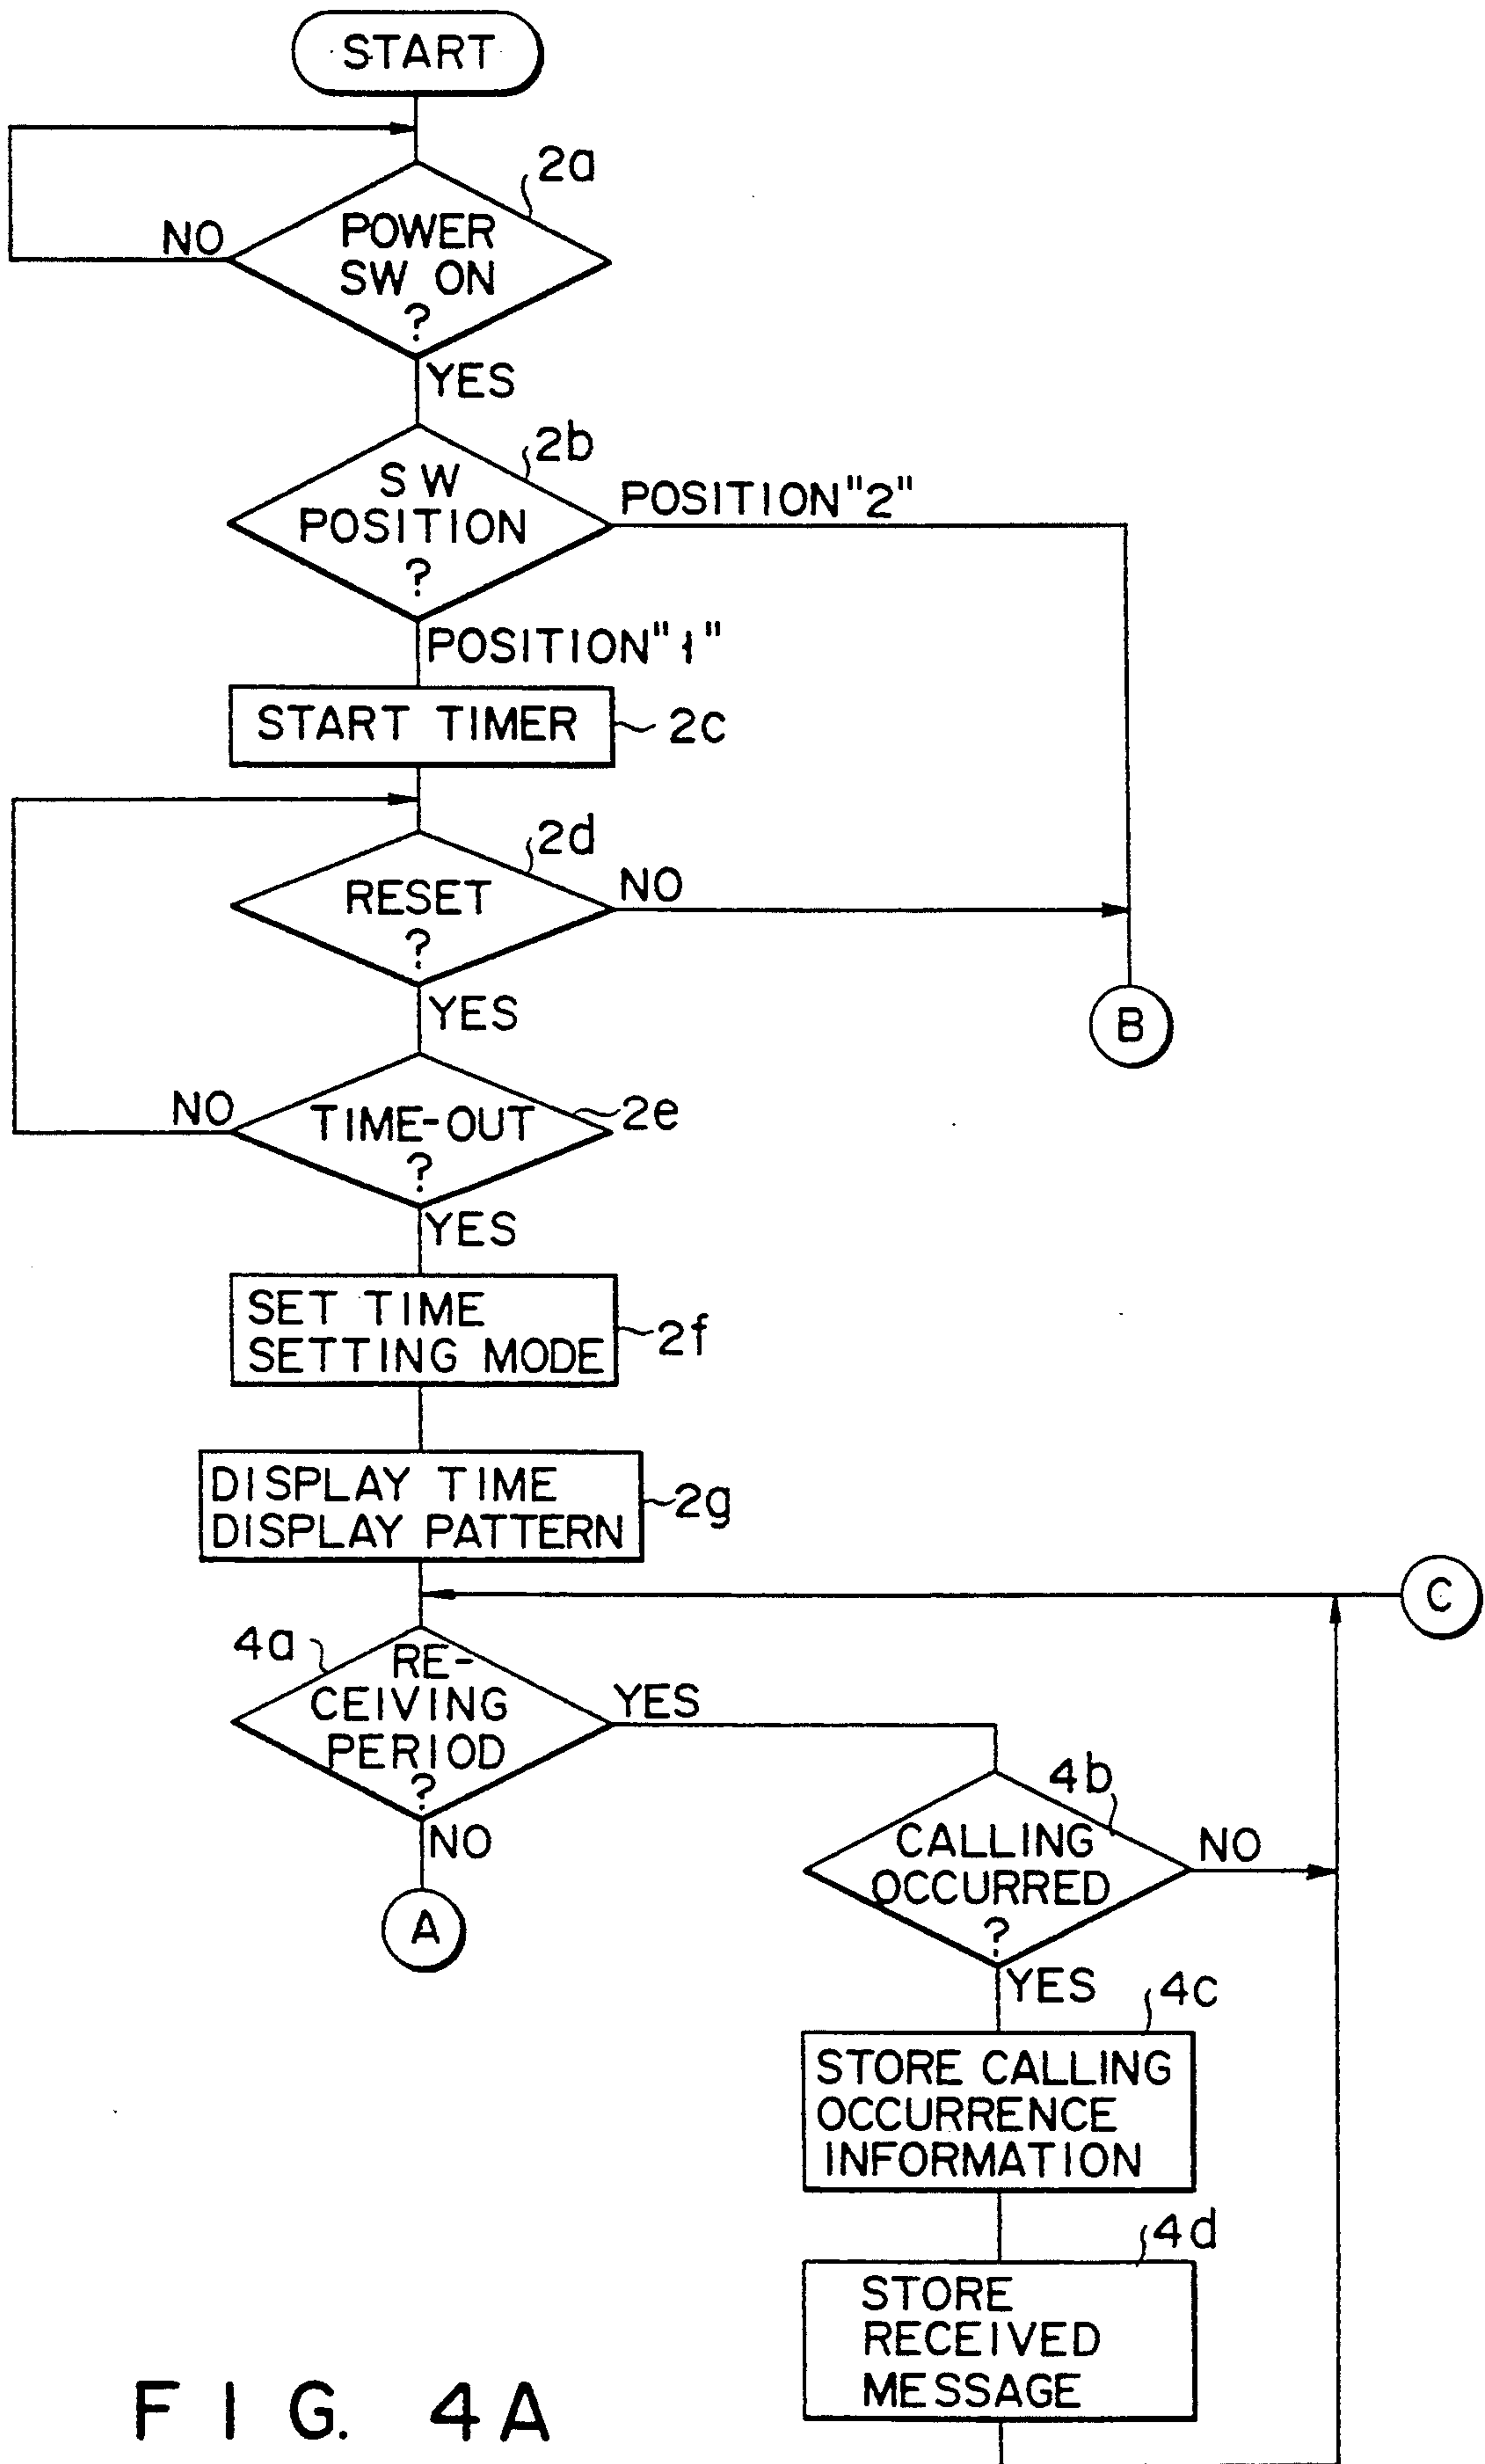 START
2a
NO
POWER
SW ON
?
YES
2b
SW
POSITION
?
POSITION"2"
POSITION"1"
START TIMER
2c
2d
RESET
?
NO
YES
B
NO
TIME-OUT
?
2e
YES
SET TIME
SETTING MODE
2f
DISPLAY TIME
DISPLAY PATTERN
2g
C
4a
RE-
CEIVING
PERIOD
?
YES
NO
A
4b
CALLING
OCCURRED
?
NO
YES
4c
STORE CALLING
OCCURRENCE
INFORMATION
4d
STORE
RECEIVED
MESSAGE
FIG. 4A